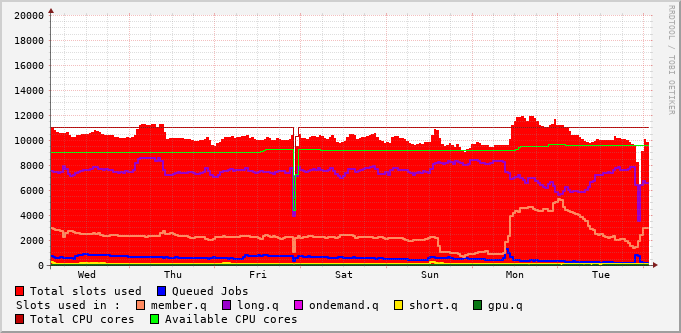 RRDTOOL / TOBI OETIKER
20000
18000
16000
14000
12000
10000
8000
6000
4000
2000
0
Wed Thu Fri Sat Sun Mon Tue
Total slots used Queued Jobs
Slots used in : member.q long.q ondemand.q short.q gpu.q
Total CPU cores Available CPU cores